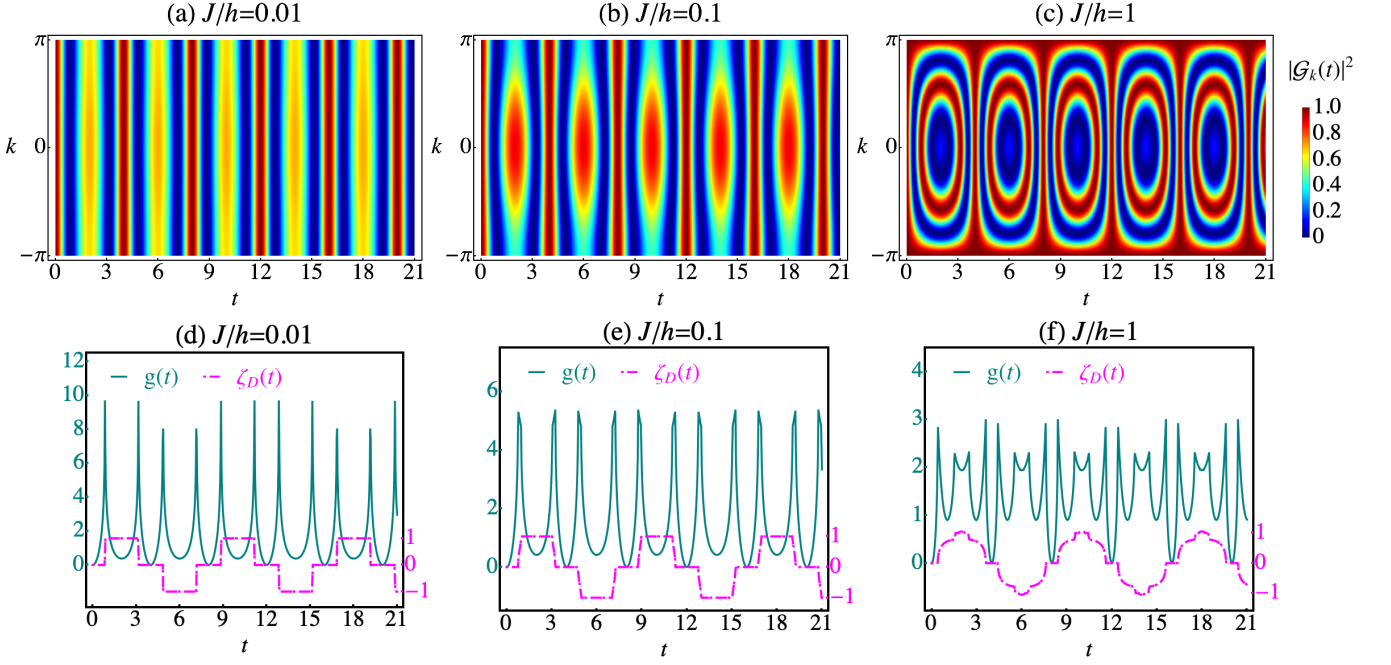 (a) J/h=0.01
(b) J/h=0.1
(c) J/h=1
π
k
0
−π
0 3 6 9 12 15 18 21
t
π
k
0
−π
0 3 6 9 12 15 18 21
t
π
k
0
−π
0 3 6 9 12 15 18 21
t
|𝒢k(t)|²
1.0
0.8
0.6
0.4
0.2
0
(d) J/h=0.01
12
10
8
6
4
2
0
g(t) ζD(t)
1
0
−1
0 3 6 9 12 15 18 21
t
(e) J/h=0.1
6
4
2
0
g(t) ζD(t)
1
0
−1
0 3 6 9 12 15 18 21
t
(f) J/h=1
4
3
2
1
0
g(t) ζD(t)
1
0
−1
0 3 6 9 12 15 18 21
t